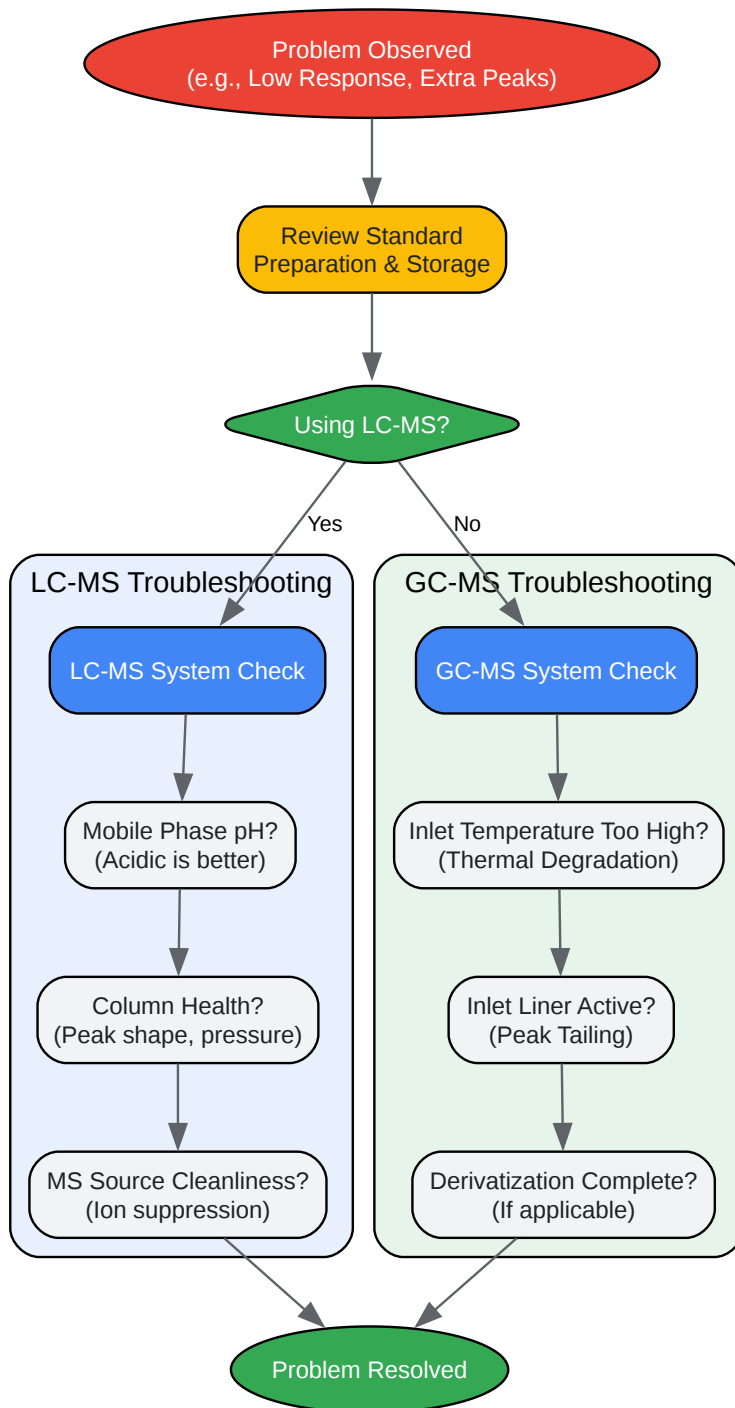 Problem Observed
(e.g., Low Response, Extra Peaks)
Review Standard
Preparation & Storage
Using LC-MS?
Yes
No
LC-MS Troubleshooting
LC-MS System Check
Mobile Phase pH?
(Acidic is better)
Column Health?
(Peak shape, pressure)
MS Source Cleanliness?
(Ion suppression)
GC-MS Troubleshooting
GC-MS System Check
Inlet Temperature Too High?
(Thermal Degradation)
Inlet Liner Active?
(Peak Tailing)
Derivatization Complete?
(If applicable)
Problem Resolved